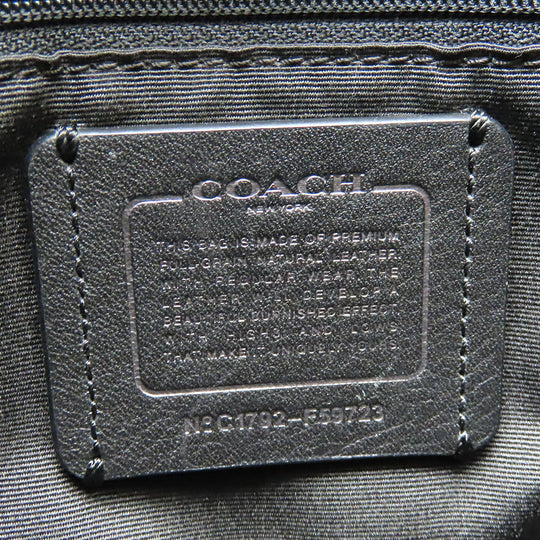 COACH
NEW YORK
THIS BAG IS MADE OF PREMIUM
FULL GRAIN NATURAL LEATHER.
WITH REGULAR WEAR, THE
LEATHER WILL DEVELOP A
BEAUTIFUL BURNISHED EFFECT
WITH HIGHS AND LOWS
THAT MAKE IT UNIQUELY YOURS.
NO C1792-F59723